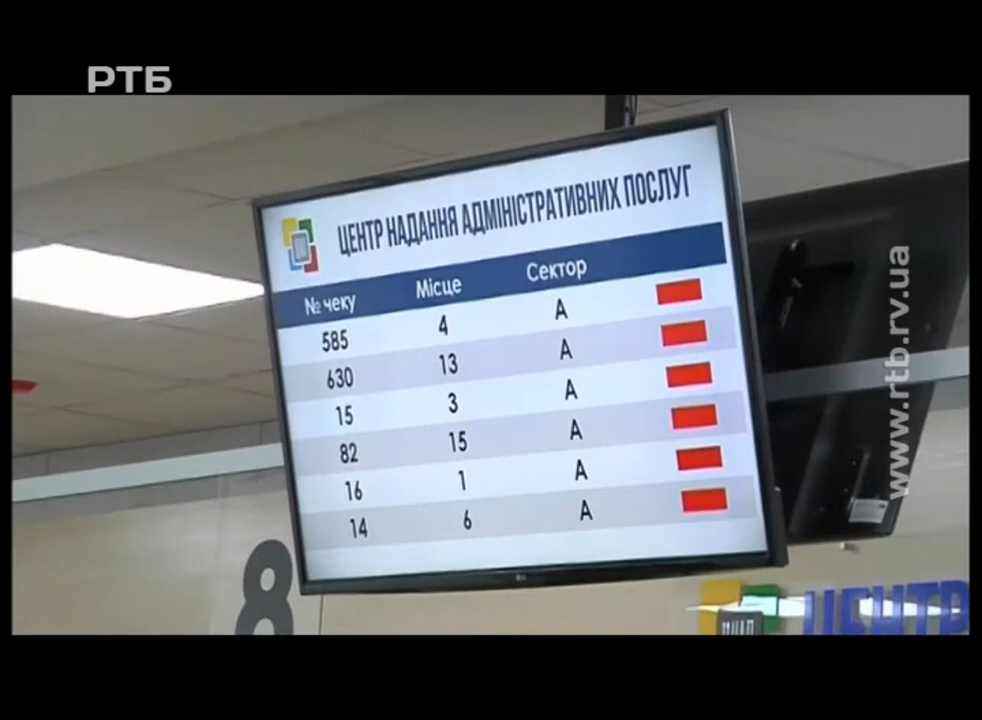 РТБ
ЦЕНТР НАДАННЯ АДМІНІСТРАТИВНИХ ПОСЛУГ
№ чеку Місце Сектор
585 4 А
630 13 А
15 3 А
82 15 А
16 1 А
14 6 А
www.rtb.rv.ua
8
ЦНАП
ЦЕНТР